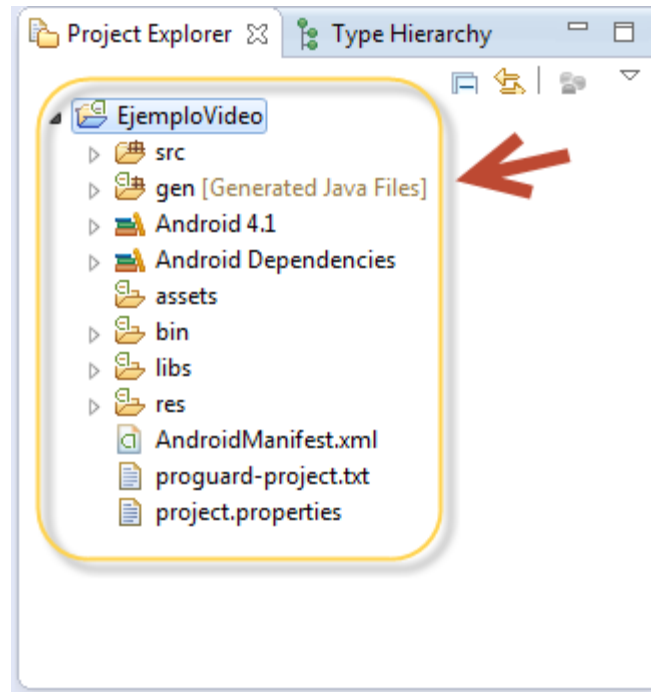 Project Explorer Type Hierarchy
EjemploVideo
src
gen [Generated Java Files]
Android 4.1
Android Dependencies
assets
bin
libs
res
AndroidManifest.xml
proguard-project.txt
project.properties